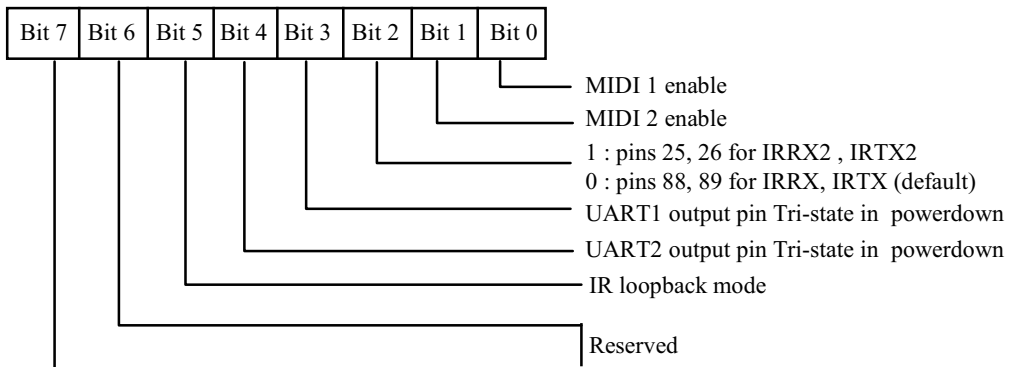 Bit 7 Bit 6 Bit 5 Bit 4 Bit 3 Bit 2 Bit 1 Bit 0
MIDI 1 enable
MIDI 2 enable
1 : pins 25, 26 for IRRX2 , IRTX2
0 : pins 88, 89 for IRRX, IRTX (default)
UART1 output pin Tri-state in powerdown
UART2 output pin Tri-state in powerdown
IR loopback mode
Reserved